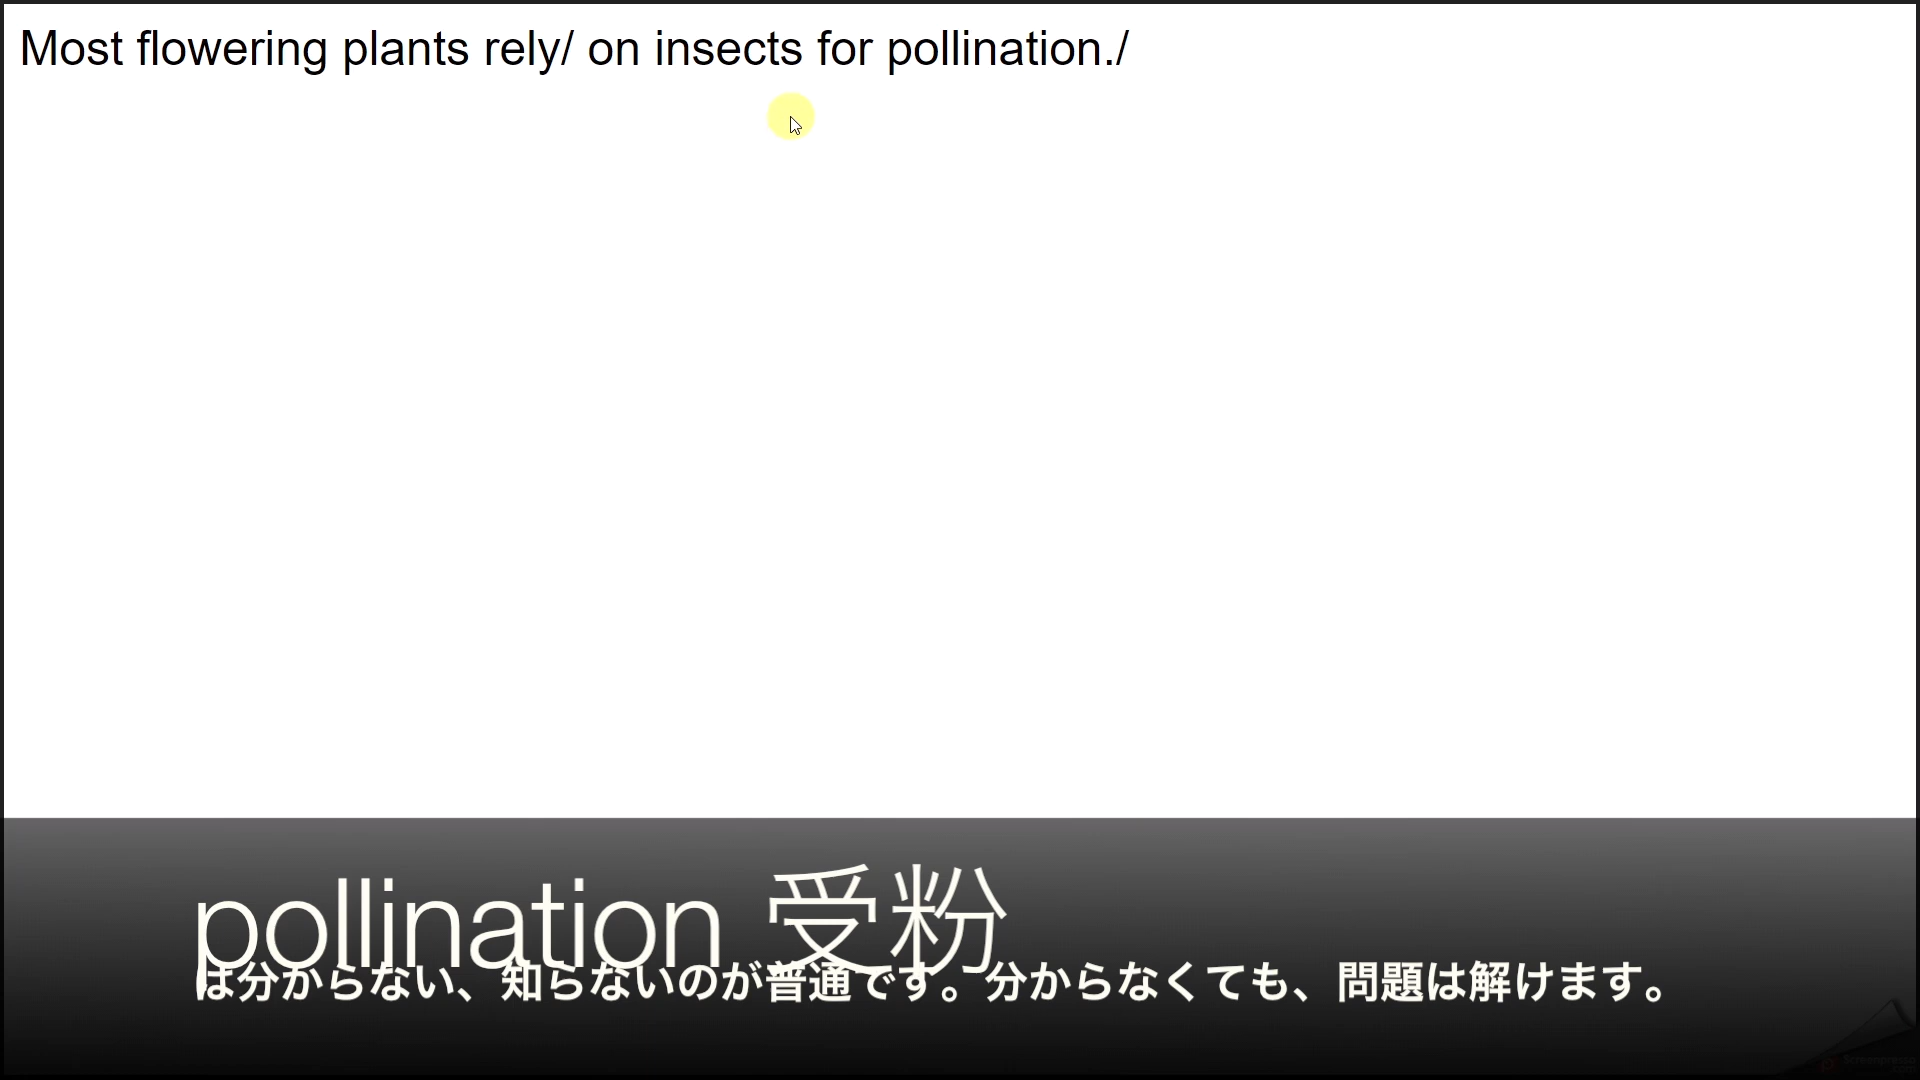 Most flowering plants rely/ on insects for pollination./
pollination 受粉
は分からない、知らないのが普通です。分からなくても、問題は解けます。
Screenpresso
.com